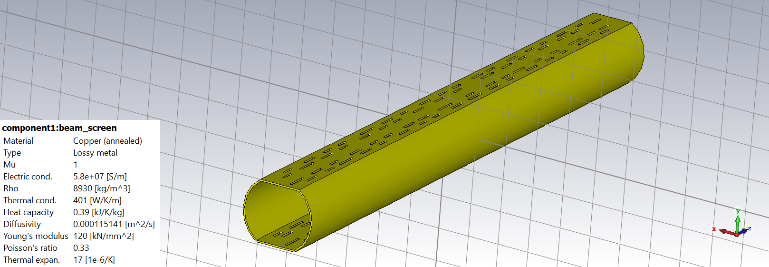 component1:beam_screen
Material Copper (annealed)
Type Lossy metal
Mu 1
Electric cond. 5.8e+07 [S/m]
Rho 8930 [kg/m^3]
Thermal cond. 401 [W/K/m]
Heat capacity 0.39 [kJ/K/kg]
Diffusivity 0.000115141 [m^2/s]
Young's modulus 120 [kN/mm^2]
Poisson's ratio 0.33
Thermal expan. 17 [1e-6/K]